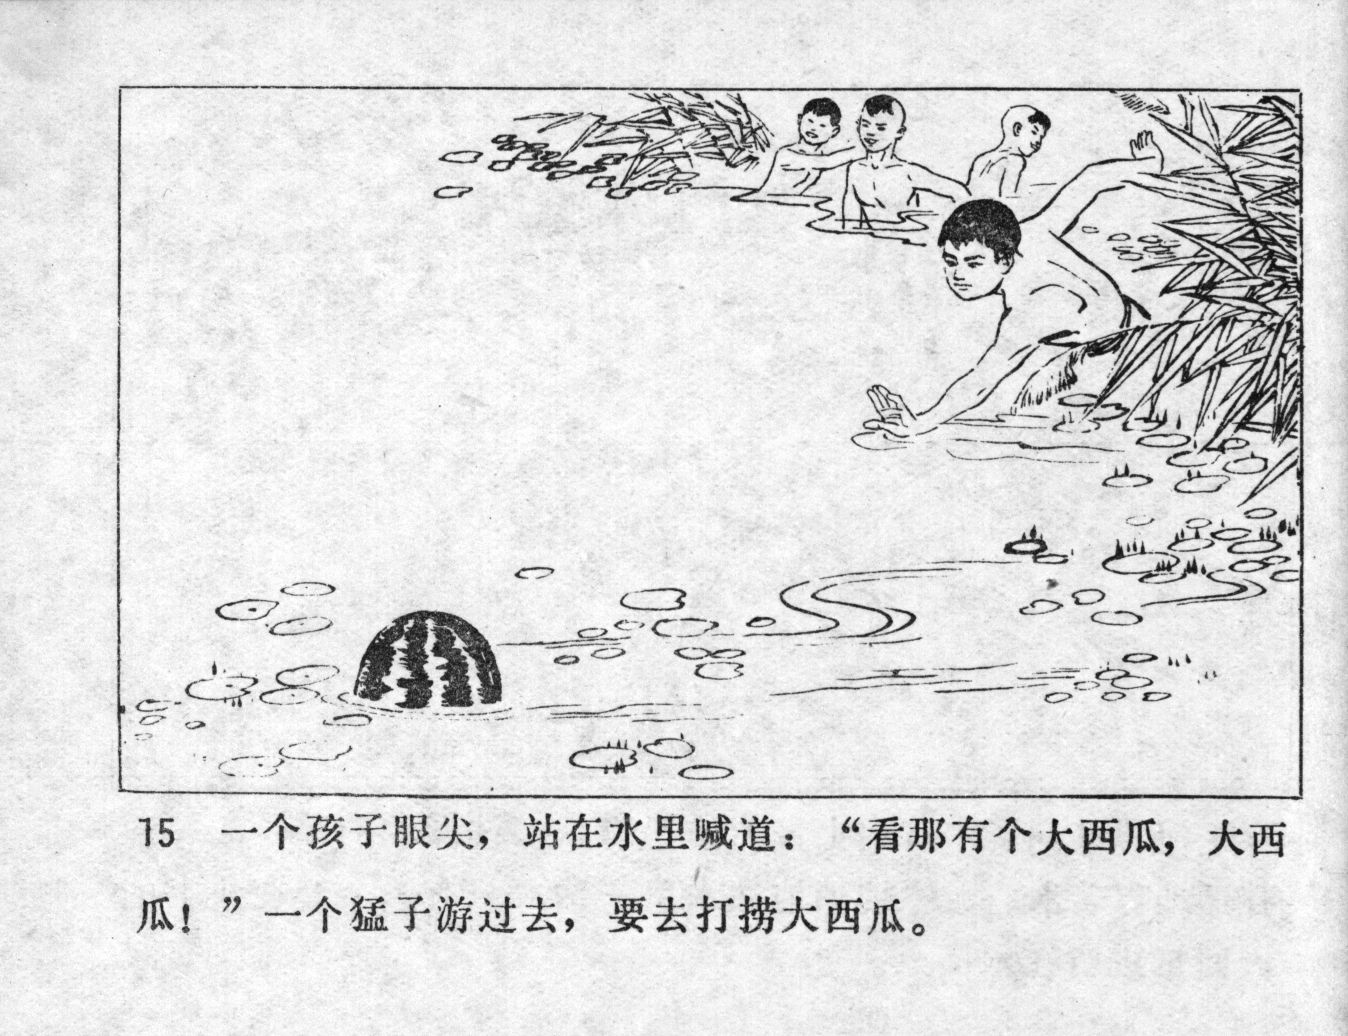 15 一个孩子眼尖，站在水里喊道：“看那有个大西瓜，大西
瓜！”一个猛子游过去，要去打捞大西瓜。